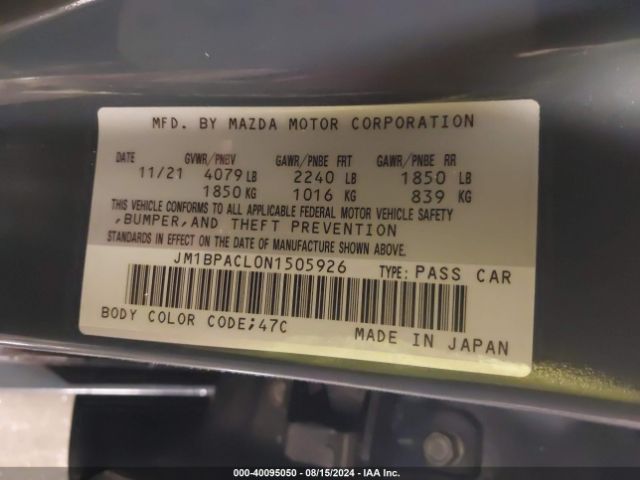 MFD. BY MAZDA MOTOR CORPORATION
DATE GVWR/PNBV GAWR/PNBE FRT GAWR/PNBE RR
11/21 4079 LB 2240 LB 1850 LB
1850 KG 1016 KG 839 KG
THIS VEHICLE CONFORMS TO ALL APPLICABLE FEDERAL MOTOR VEHICLE SAFETY
,BUMPER,AND THEFT PREVENTION
STANDARDS IN EFFECT ON THE DATE OF MANUFACTURE SHOWN ABOVE.
JM1BPACL0N1505926 TYPE: PASS CAR
BODY COLOR CODE;47C MADE IN JAPAN
000-40095050 - 08/15/2024 - IAA Inc.